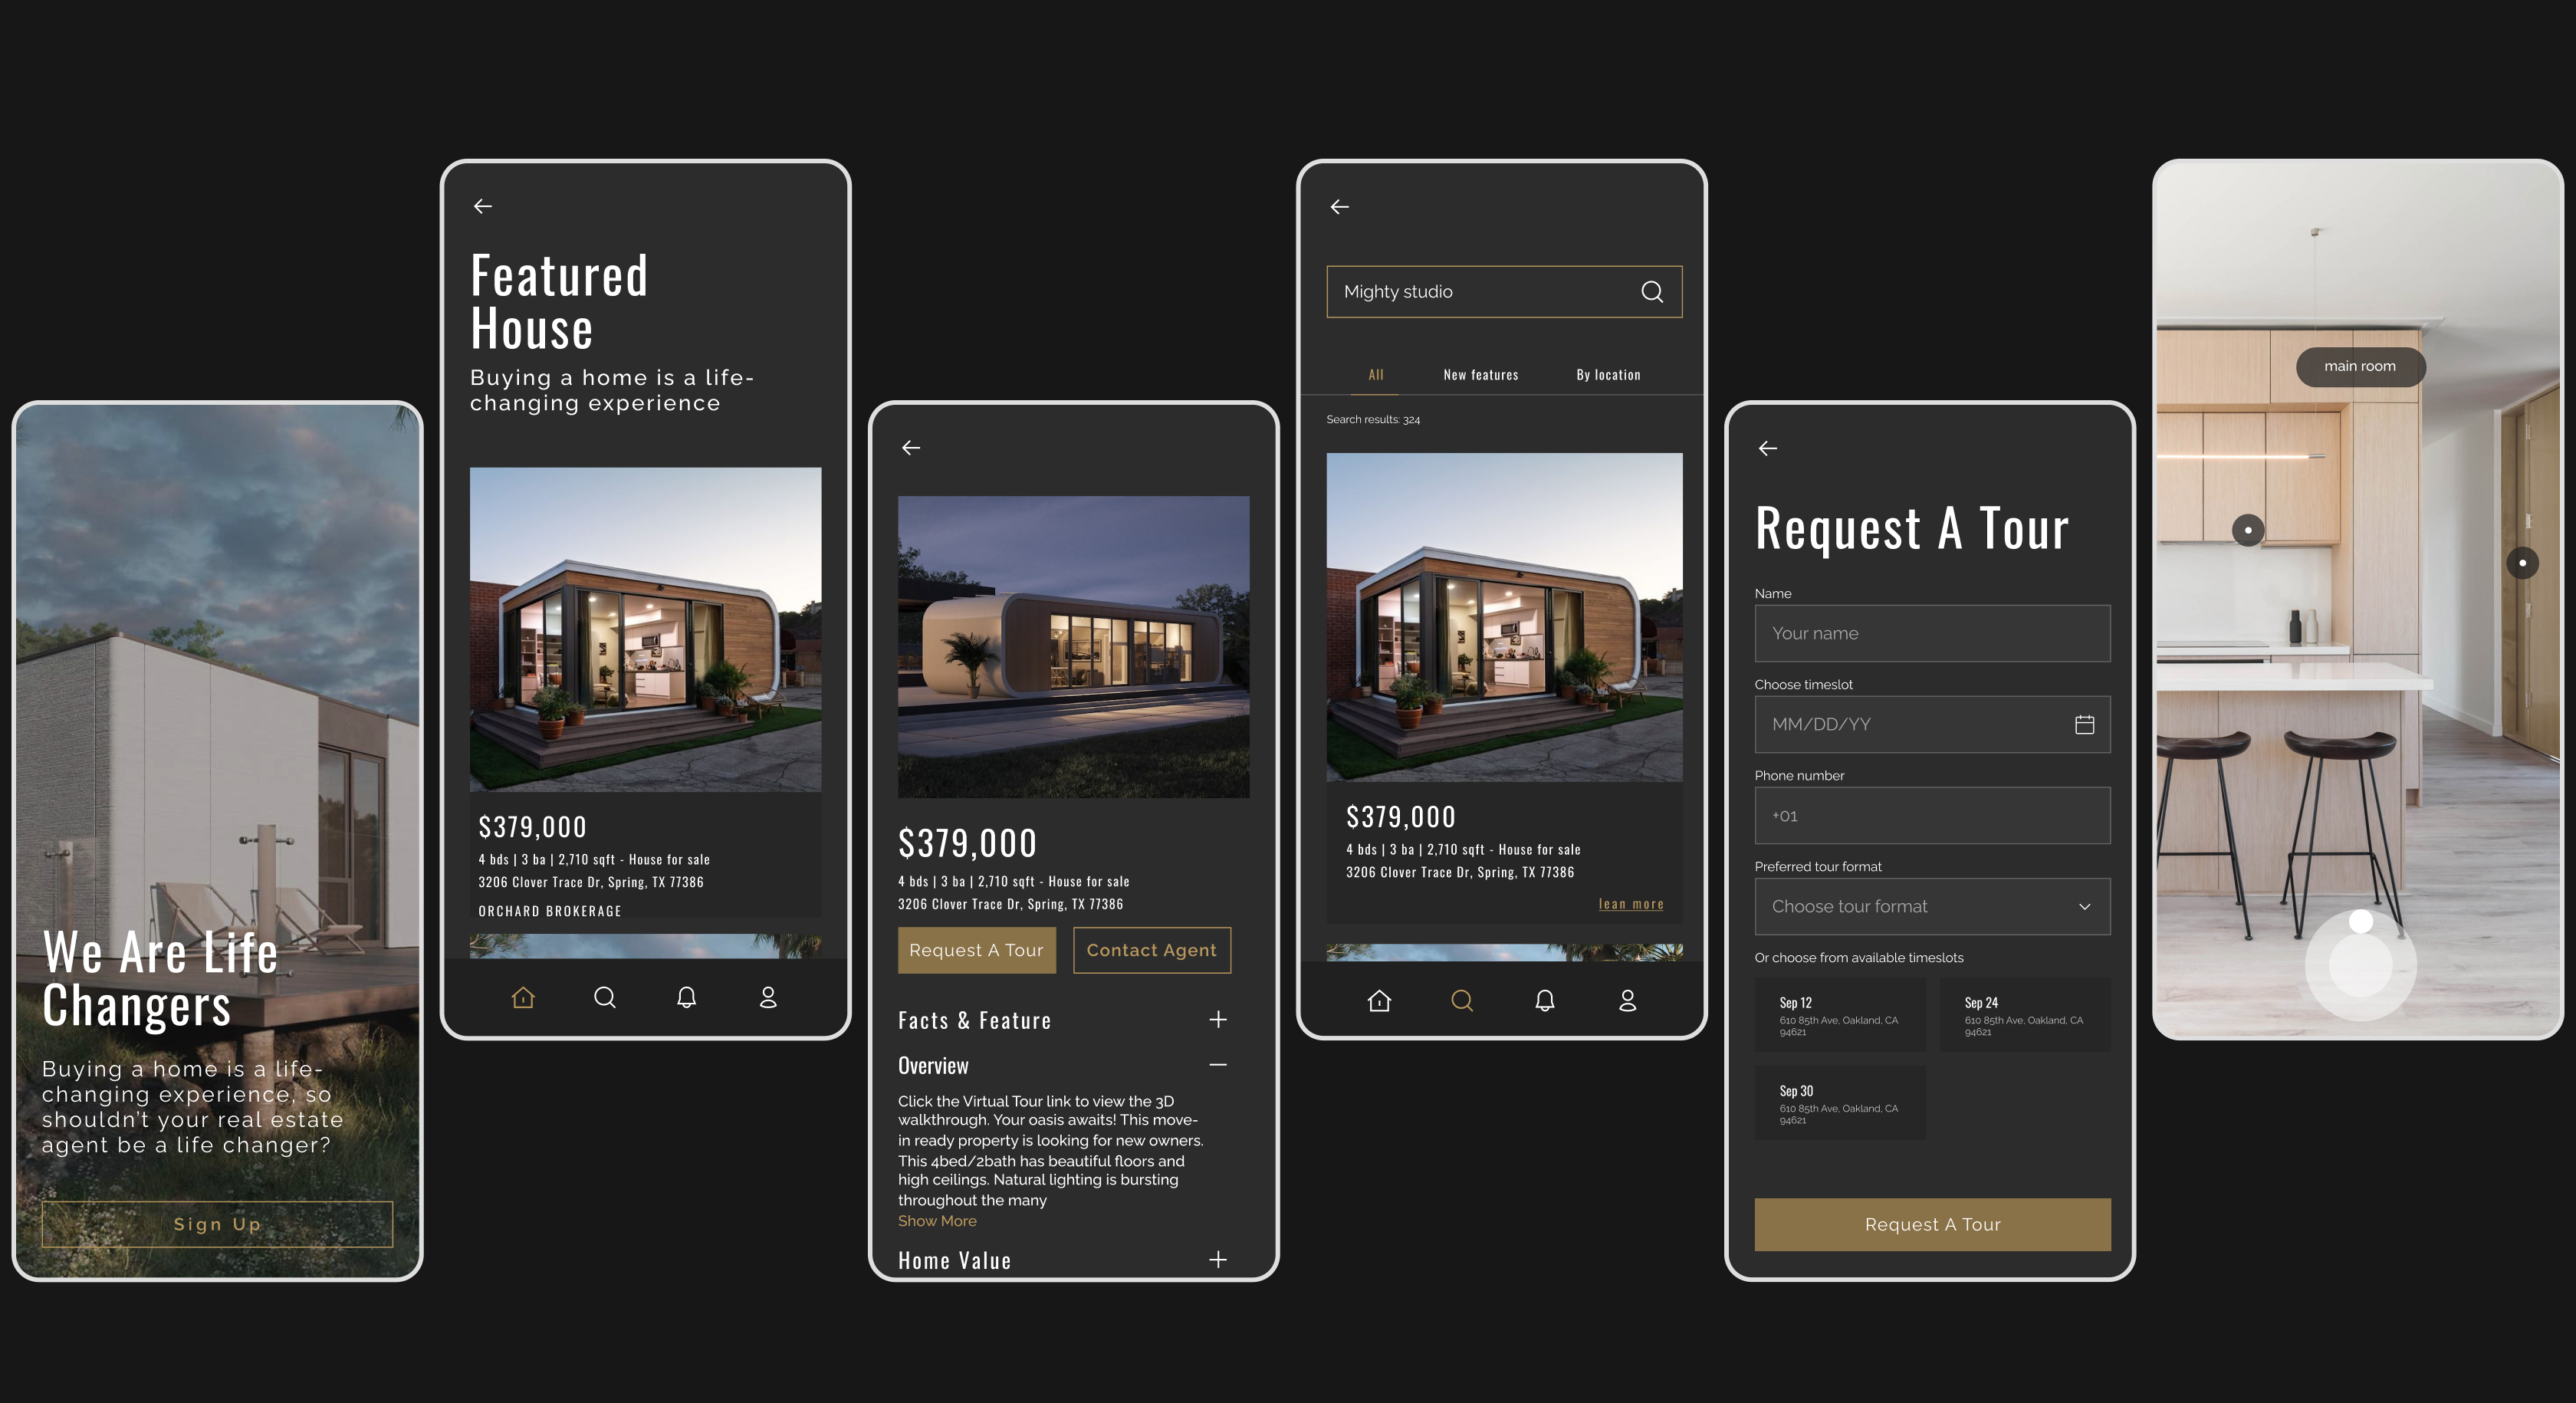 We Are Life
Changers
Buying a home is a life-
changing experience, so
shouldn't your real estate
agent be a life changer?
Sign Up
Featured
House
Buying a home is a life-
changing experience
$379,000
4 bds | 3 ba | 2,710 sqft - House for sale
3206 Clover Trace Dr, Spring, TX 77386
ORCHARD BROKERAGE
$379,000
4 bds | 3 ba | 2,710 sqft - House for sale
3206 Clover Trace Dr, Spring, TX 77386
Request A Tour Contact Agent
Facts & Feature
Overview
Click the Virtual Tour link to view the 3D
walkthrough. Your oasis awaits! This move-
in ready property is looking for new owners.
This 4bed/2bath has beautiful floors and
high ceilings. Natural lighting is bursting
throughout the many
Show More
Home Value
Mighty studio
All New features By location
Search results: 324
$379,000
4 bds | 3 ba | 2,710 sqft - House for sale
3206 Clover Trace Dr, Spring, TX 77386
lean more
Request A Tour
Name
Your name
Choose timeslot
MM/DD/YY
Phone number
+01
Preferred tour format
Choose tour format
Or choose from available timeslots
Sep 12
610 85th Ave, Oakland, CA
94621
Sep 24
610 85th Ave, Oakland, CA
94621
Sep 30
610 85th Ave, Oakland, CA
94621
Request A Tour
main room